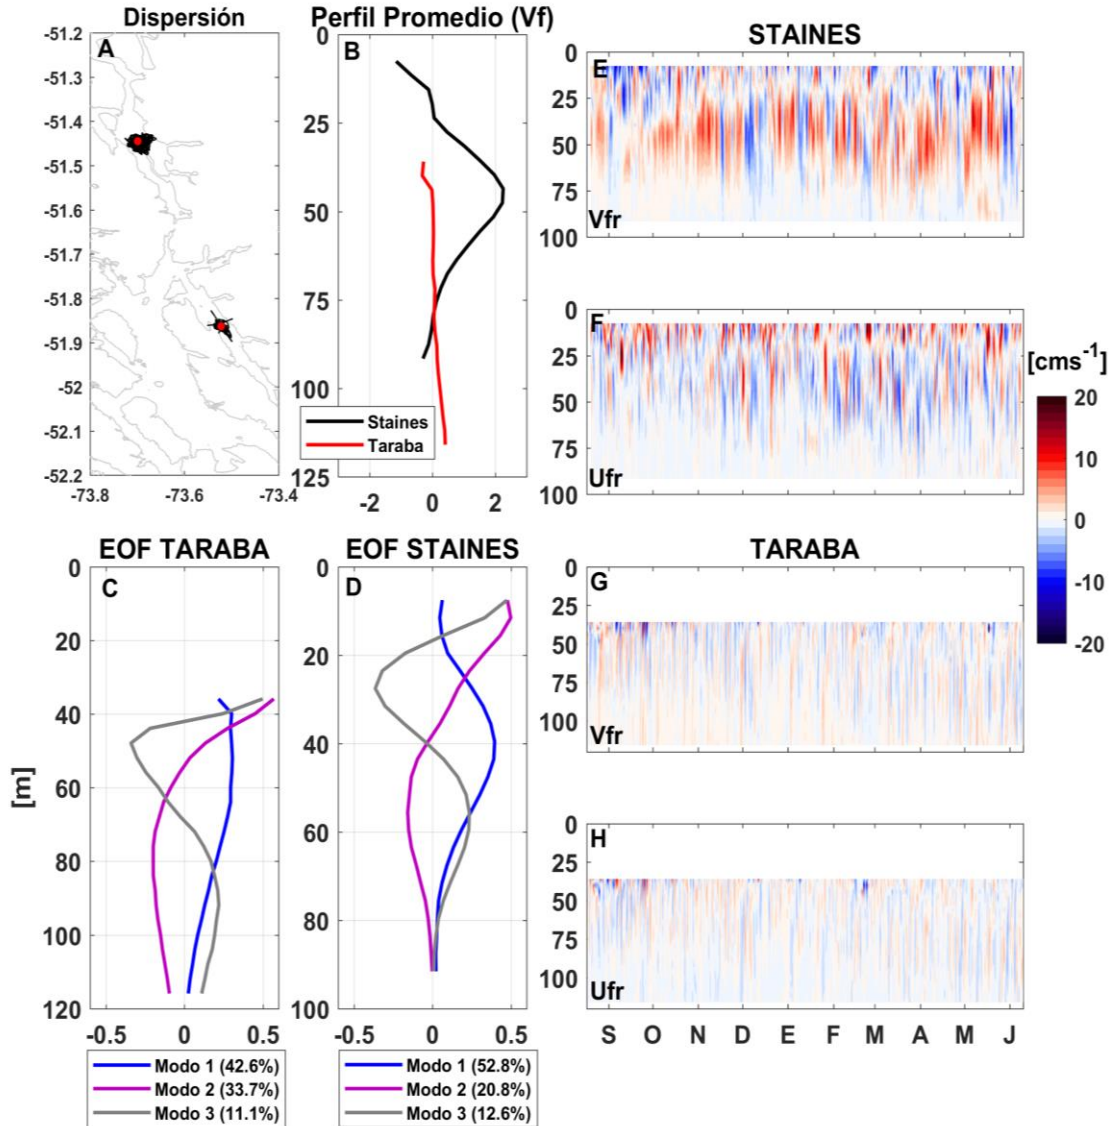 Dispersión
A
-51.2
-51.3
-51.4
-51.5
-51.6
-51.7
-51.8
-51.9
-52
-52.1
-52.2
-73.8
-73.6
-73.4
Perfil Promedio (Vf)
B
0
25
50
75
100
125
Staines
Taraba
-2
0
2
STAINES
E
0
25
50
75
100
Vfr
F
0
25
50
75
100
Ufr
[cms-1]
20
10
0
-10
-20
EOF TARABA
C
[m]
0
20
40
60
80
100
120
-0.5
0
0.5
Modo 1 (42.6%)
Modo 2 (33.7%)
Modo 3 (11.1%)
EOF STAINES
D
0
20
40
60
80
100
-0.5
0
0.5
Modo 1 (52.8%)
Modo 2 (20.8%)
Modo 3 (12.6%)
TARABA
G
0
25
50
75
100
Vfr
H
0
25
50
75
100
Ufr
S O N D E F M A M J